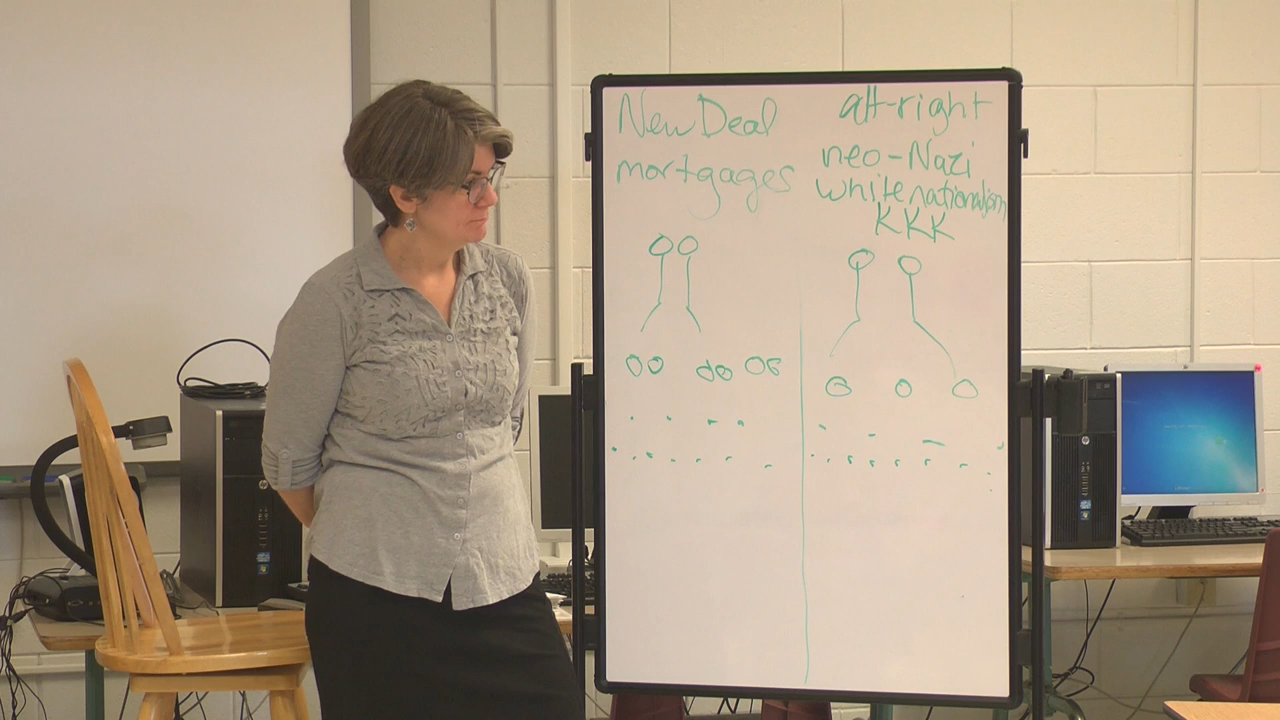 New Deal
mortgages
alt-right
neo-Nazi
white nationalism
KKK